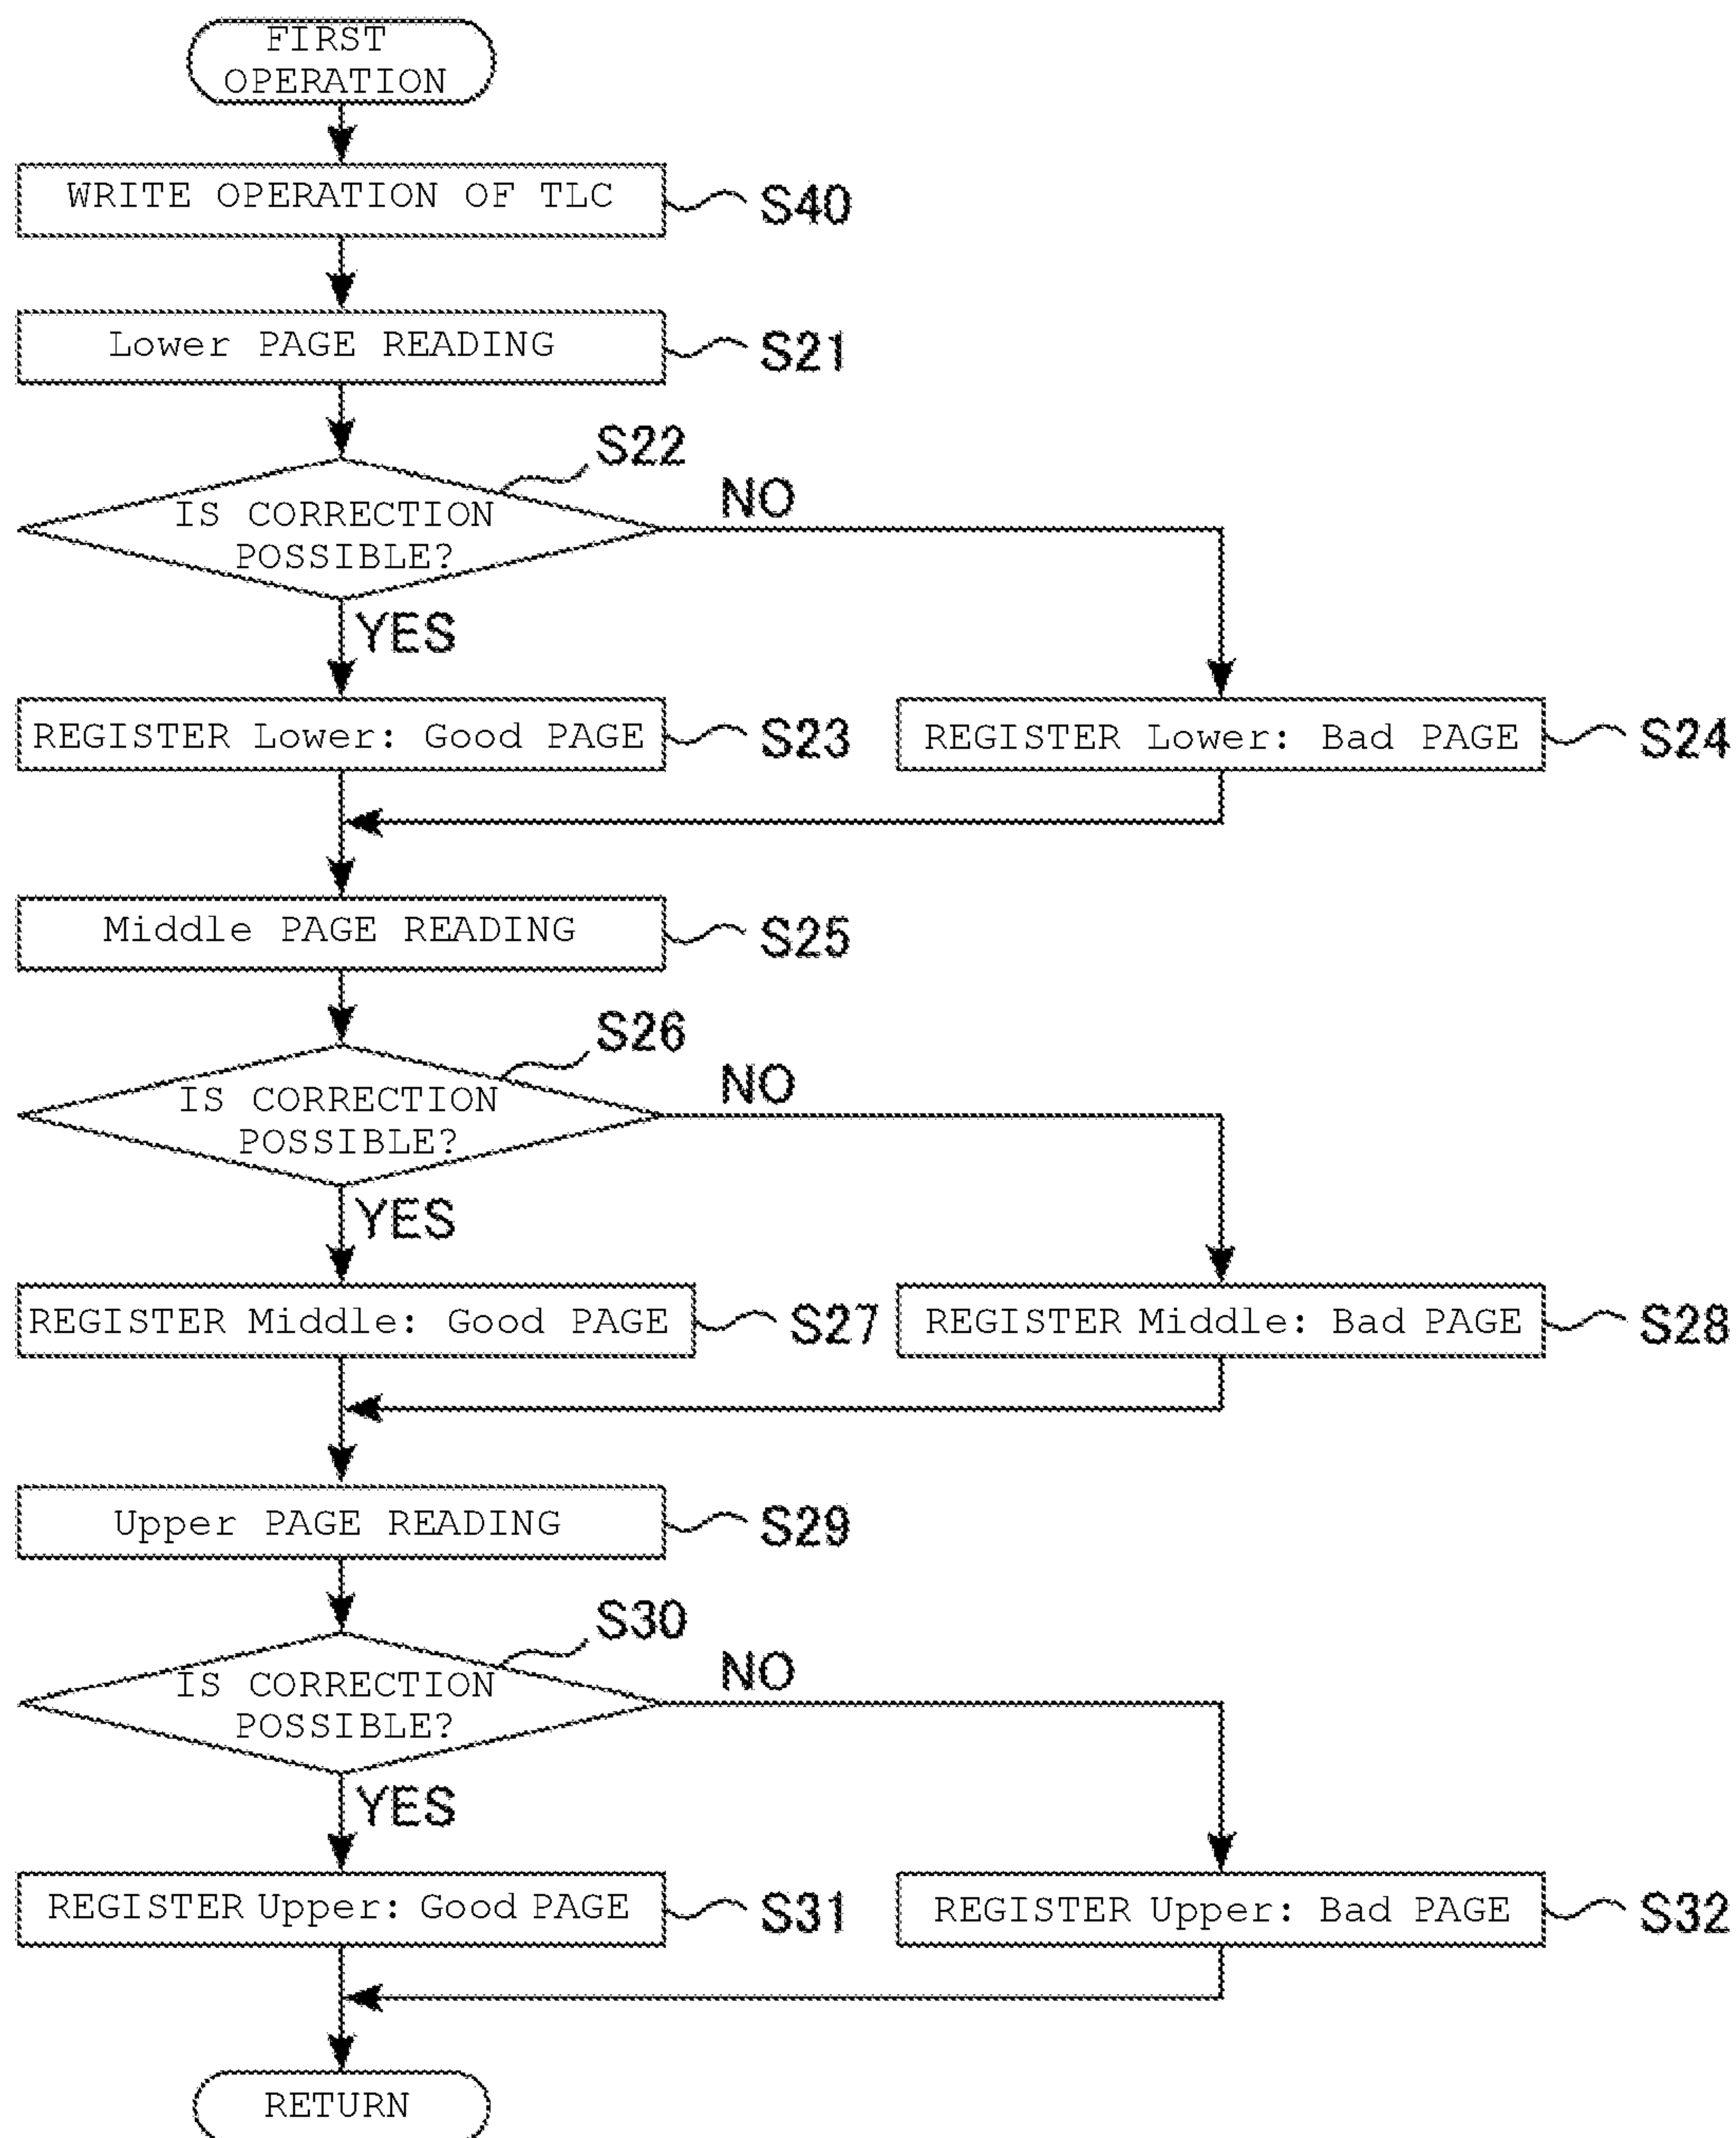 FIRST
OPERATION
WRITE OPERATION OF TLC
S40
Lower PAGE READING
S21
S22
IS CORRECTION
POSSIBLE?
NO
YES
REGISTER Lower: Good PAGE
S23
REGISTER Lower: Bad PAGE
S24
Middle PAGE READING
S25
S26
IS CORRECTION
POSSIBLE?
NO
YES
REGISTER Middle: Good PAGE
S27
REGISTER Middle: Bad PAGE
S28
Upper PAGE READING
S29
S30
IS CORRECTION
POSSIBLE?
NO
YES
REGISTER Upper: Good PAGE
S31
REGISTER Upper: Bad PAGE
S32
RETURN